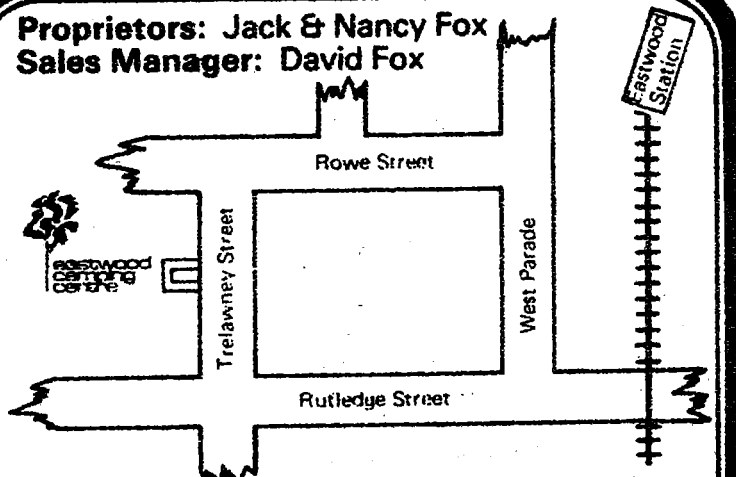 Proprietors: Jack & Nancy Fox
Sales Manager: David Fox
Eastwood
Station
Rowe Street
Trelawney Street
West Parade
eastwood
camping
centre
Rutledge Street